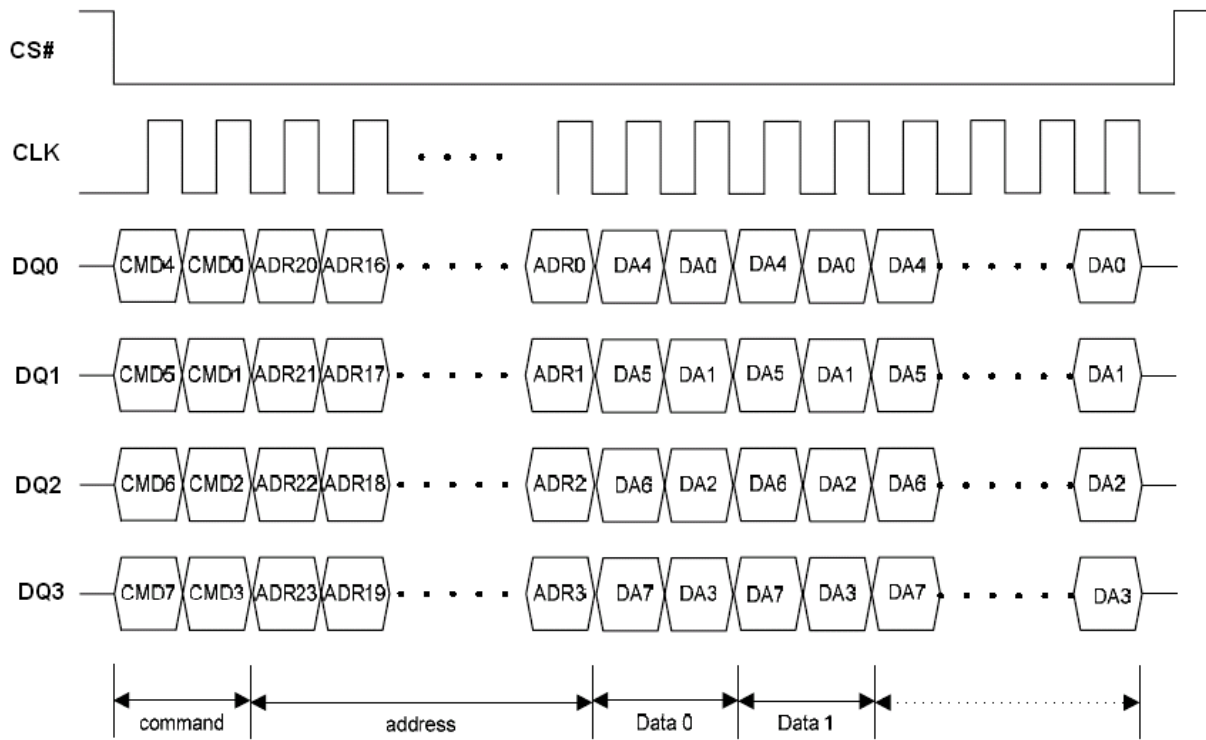 CS#
CLK
DQ0 CMD4 CMD0 ADR20 ADR16 ADR0 DA4 DA0 DA4 DA0 DA4 DA0
DQ1 CMD5 CMD1 ADR21 ADR17 ADR1 DA5 DA1 DA5 DA1 DA5 DA1
DQ2 CMD6 CMD2 ADR22 ADR18 ADR2 DA6 DA2 DA6 DA2 DA6 DA2
DQ3 CMD7 CMD3 ADR23 ADR19 ADR3 DA7 DA3 DA7 DA3 DA7 DA3
command address Data 0 Data 1